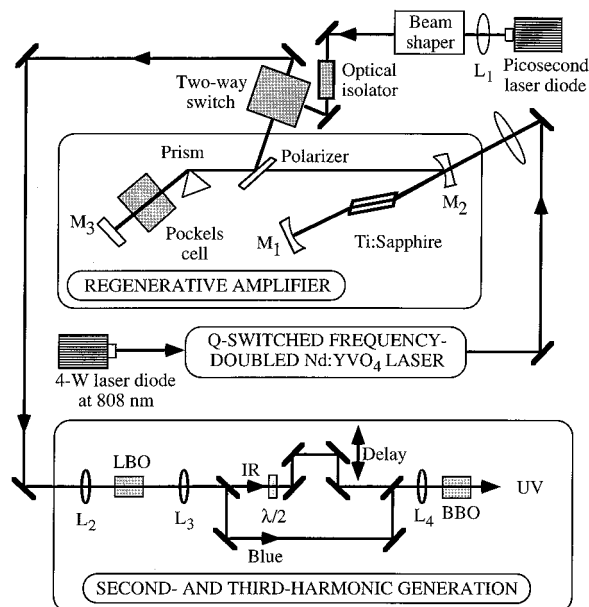 Beam
shaper
L1
Picosecond
laser diode
Optical
isolator
Two-way
switch
Prism
Polarizer
M3
Pockels
cell
M1
Ti:Sapphire
M2
REGENERATIVE AMPLIFIER
Q-SWITCHED FREQUENCY-
DOUBLED Nd:YVO4 LASER
4-W laser diode
at 808 nm
LBO
IR
Delay
UV
L2
L3
λ/2
L4
BBO
Blue
SECOND- AND THIRD-HARMONIC GENERATION